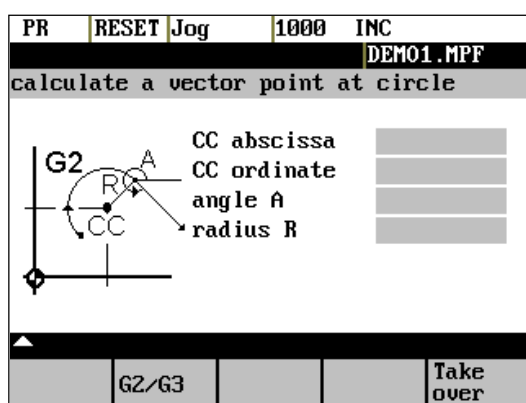 PR RESET Jog 1000 INC
DEMO1.MPF
calculate a vector point at circle
G2 R A CC
CC abscissa
CC ordinate
angle A
radius R
G2/G3 Take over